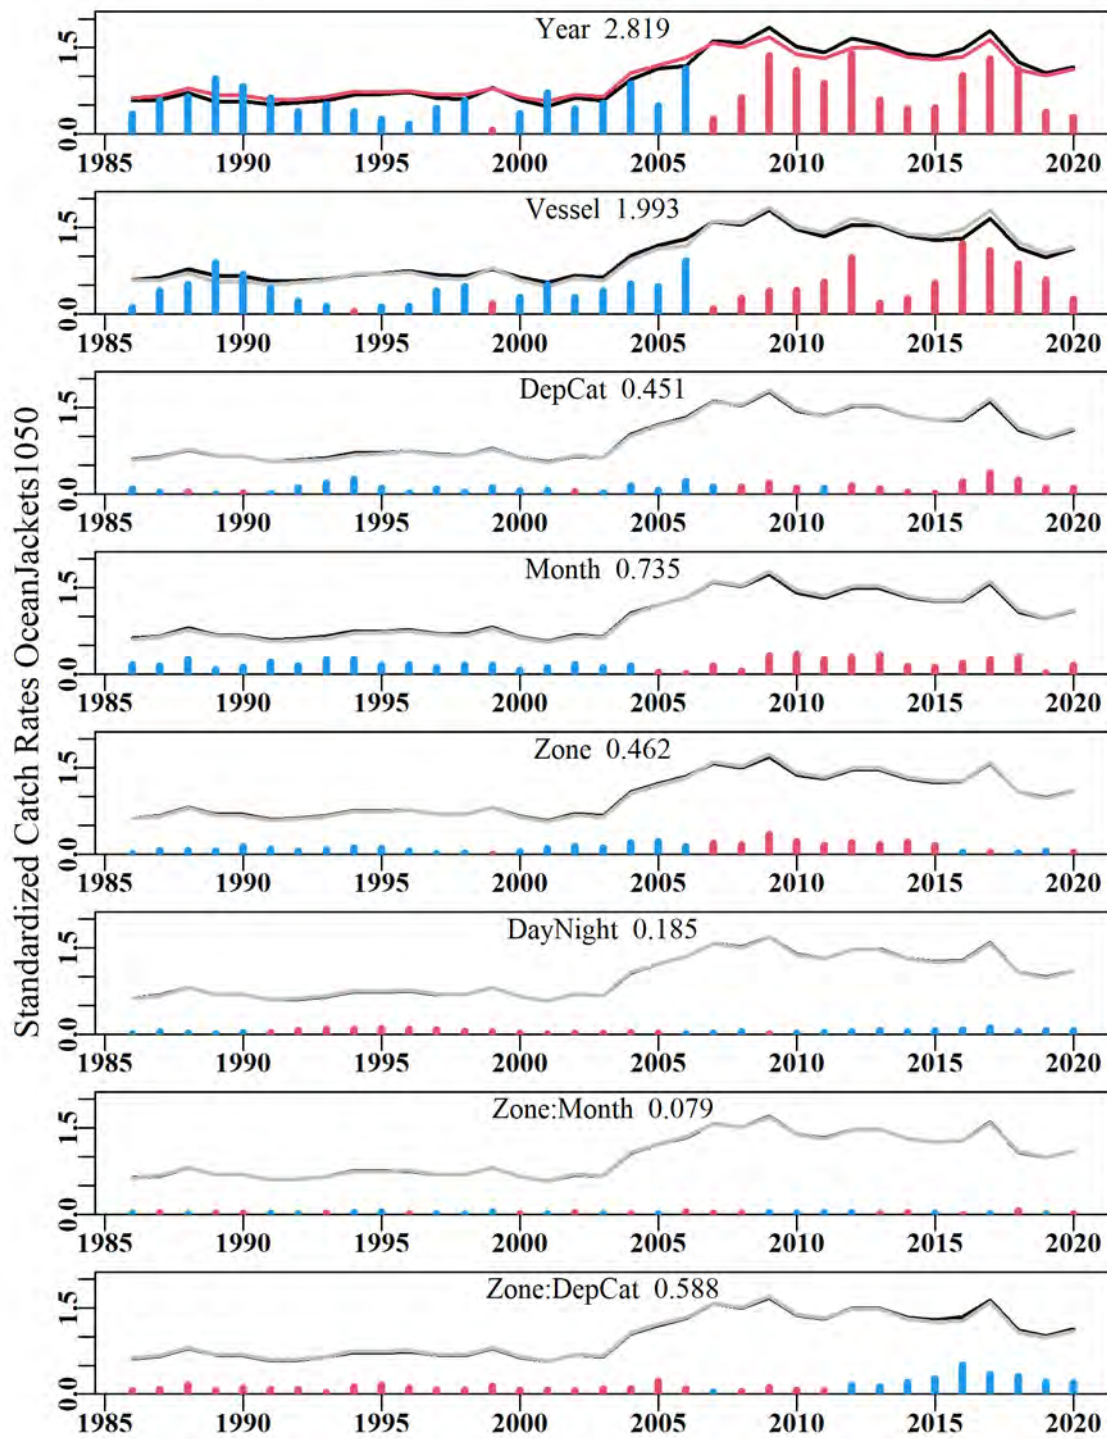 Standardized Catch Rates OceanJackets1050
Year 2.819
0.0 1.5
1985 1990 1995 2000 2005 2010 2015 2020
Vessel 1.993
0.0 1.5
1985 1990 1995 2000 2005 2010 2015 2020
DepCat 0.451
0.0 1.5
1985 1990 1995 2000 2005 2010 2015 2020
Month 0.735
0.0 1.5
1985 1990 1995 2000 2005 2010 2015 2020
Zone 0.462
0.0 1.5
1985 1990 1995 2000 2005 2010 2015 2020
DayNight 0.185
0.0 1.5
1985 1990 1995 2000 2005 2010 2015 2020
Zone:Month 0.079
0.0 1.5
1985 1990 1995 2000 2005 2010 2015 2020
Zone:DepCat 0.588
0.0 1.5
1985 1990 1995 2000 2005 2010 2015 2020